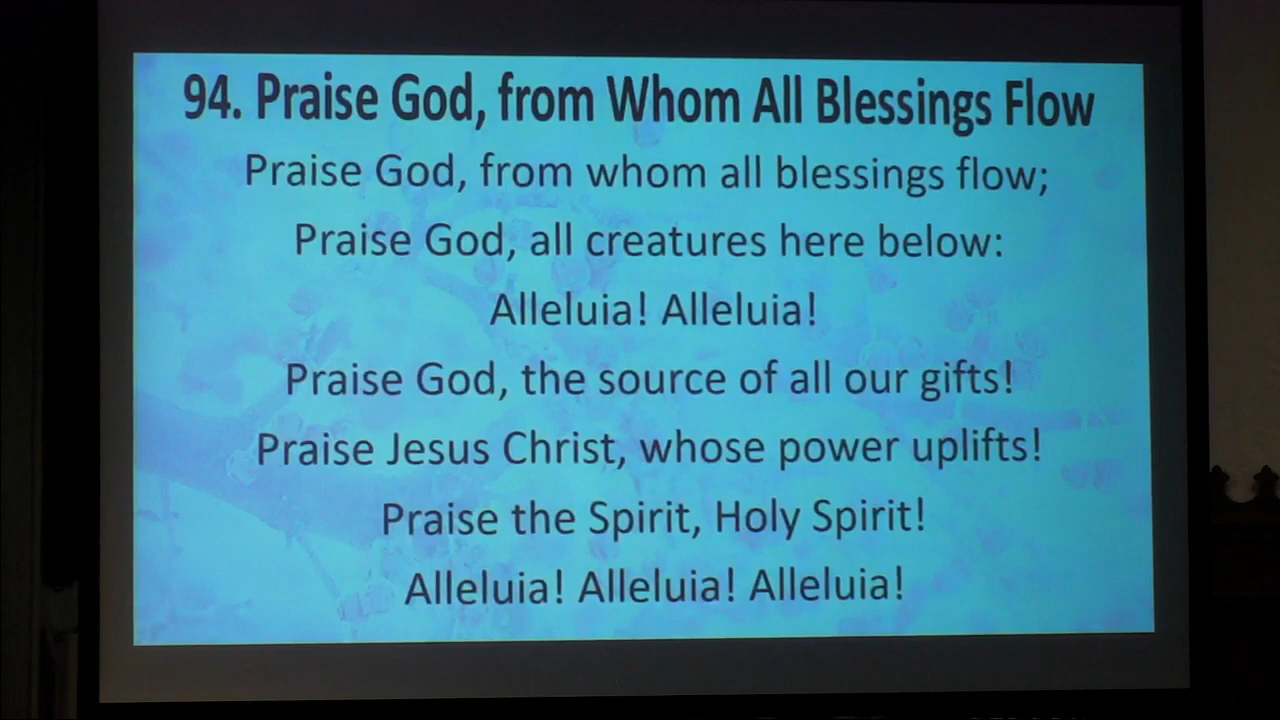 94. Praise God, from Whom All Blessings Flow
Praise God, from whom all blessings flow;
Praise God, all creatures here below:
Alleluia! Alleluia!
Praise God, the source of all our gifts!
Praise Jesus Christ, whose power uplifts!
Praise the Spirit, Holy Spirit!
Alleluia! Alleluia! Alleluia!